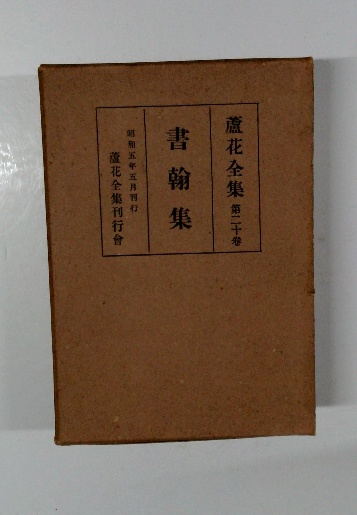 蘆花全集 第二十卷
書翰集
昭和五年五月刊行
蘆花全集刊行會